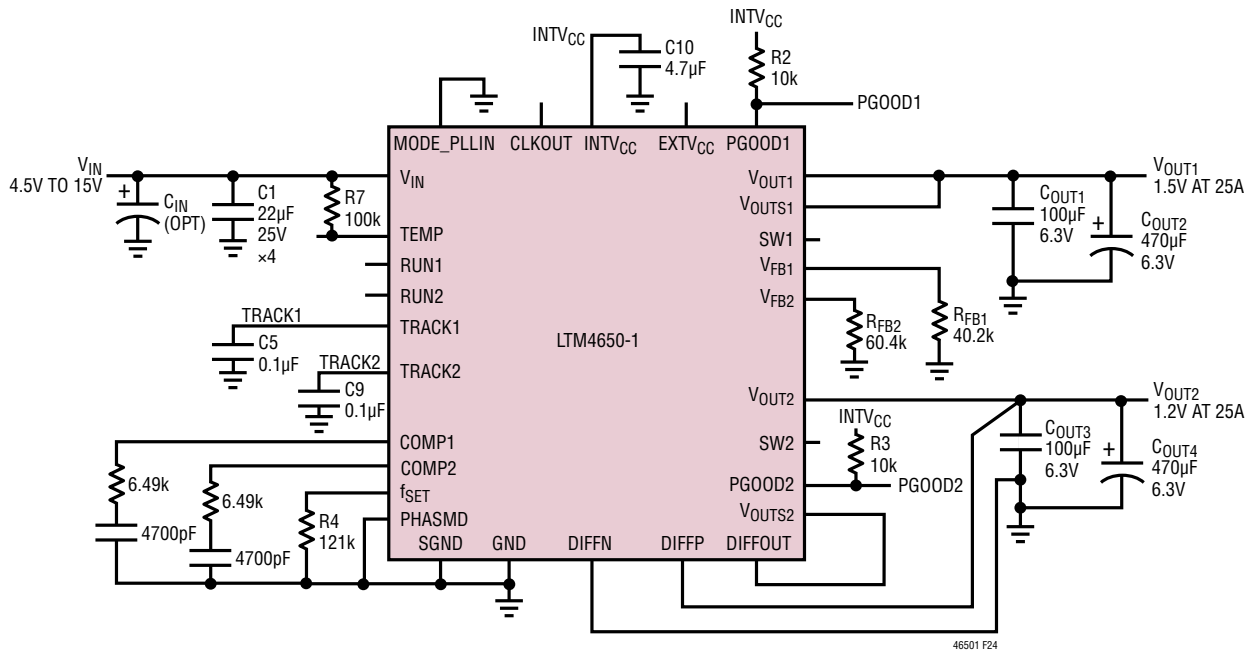 INTVCC
C10
4.7µF
INTVCC
R2
10k
PGOOD1
MODE_PLLIN
CLKOUT
INTVCC
EXTVCC
PGOOD1
VIN
4.5V TO 15V
+
CIN
(OPT)
C1
22µF
25V
×4
R7
100k
VIN
TEMP
RUN1
RUN2
TRACK1
TRACK1
C5
0.1µF
TRACK2
TRACK2
C9
0.1µF
COMP1
COMP2
fSET
PHASMD
6.49k
4700pF
6.49k
4700pF
R4
121k
SGND
GND
DIFFN
DIFFP
DIFFOUT
LTM4650-1
VOUT1
VOUTS1
SW1
VFB1
VFB2
RFB2
60.4k
RFB1
40.2k
VOUT1
1.5V AT 25A
COUT1
100µF
6.3V
+
COUT2
470µF
6.3V
VOUT2
SW2
PGOOD2
VOUTS2
INTVCC
R3
10k
PGOOD2
VOUT2
1.2V AT 25A
COUT3
100µF
6.3V
+
COUT4
470µF
6.3V
46501 F24